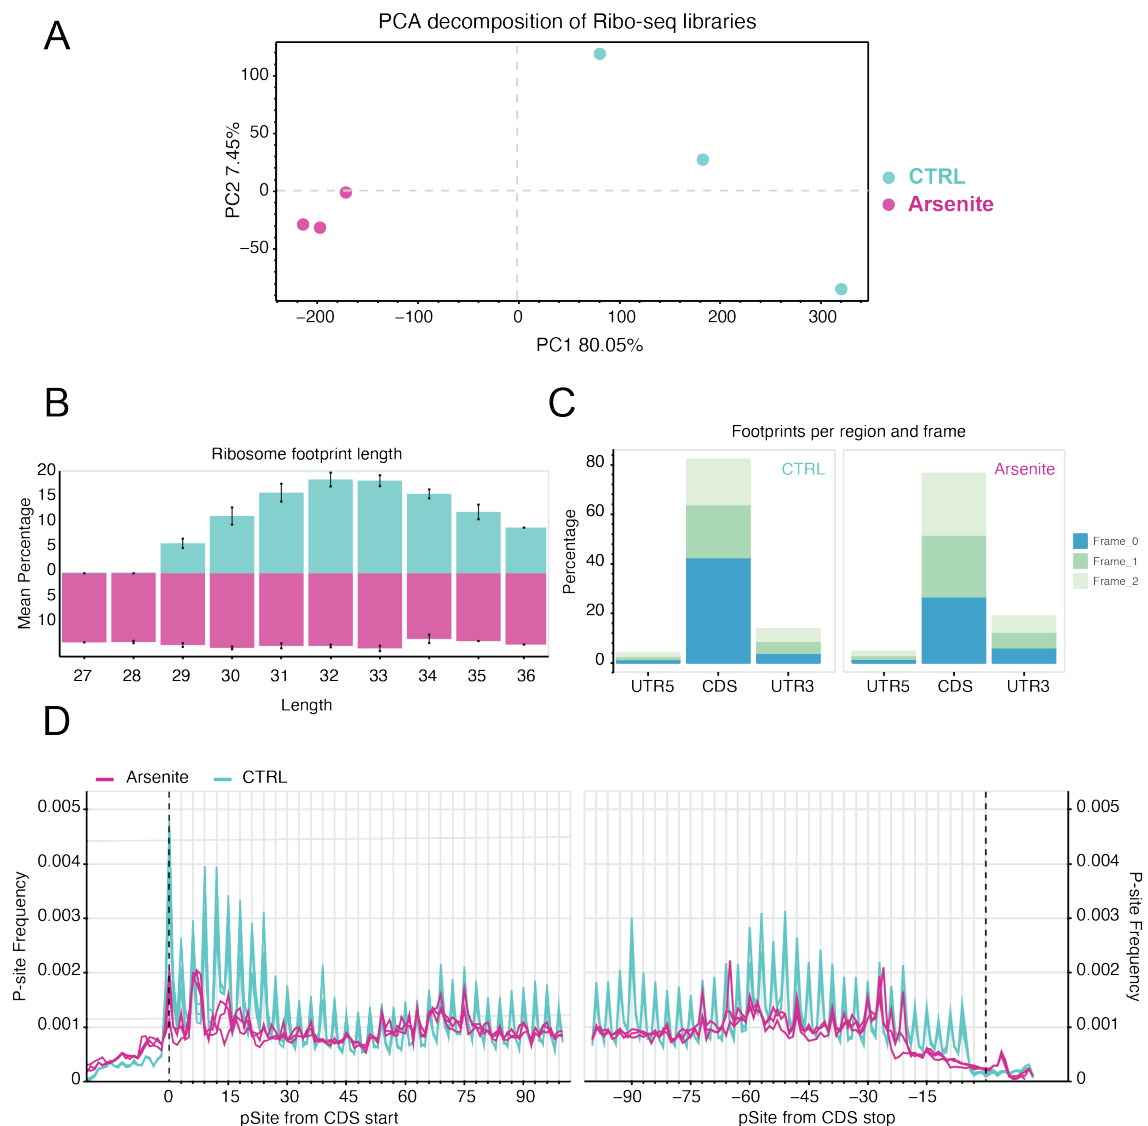 A
PCA decomposition of Ribo-seq libraries
PC2 7.45%
100
50
0
−50
−200 −100 0 100 200 300
PC1 80.05%
CTRL
Arsenite
B
Ribosome footprint length
Mean Percentage
20
15
10
5
0
5
10
27 28 29 30 31 32 33 34 35 36
Length
C
Footprints per region and frame
Percentage
80
60
40
20
0
CTRL
Arsenite
UTR5 CDS UTR3 UTR5 CDS UTR3
Frame_0
Frame_1
Frame_2
D
Arsenite CTRL
P-site Frequency
0.005
0.004
0.003
0.002
0.001
0
0 15 30 45 60 75 90
pSite from CDS start
−90 −75 −60 −45 −30 −15
pSite from CDS stop
0.005
0.004
0.003
0.002
0.001
0
P-site Frequency